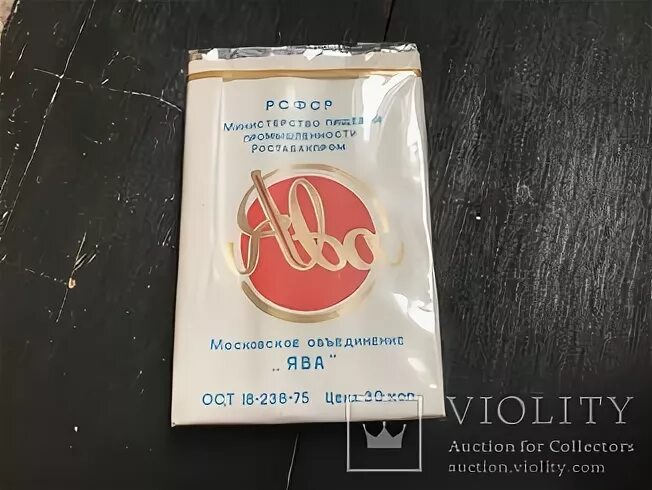 РСФСР
Министерство пищевой
промышленности
Росглавтабакпром
Ява
Московское объединение
„ЯВА"
ОСТ 18-238-75 Цена 30 коп
VIOLITY
Auction for Collectors
auction.violity.com